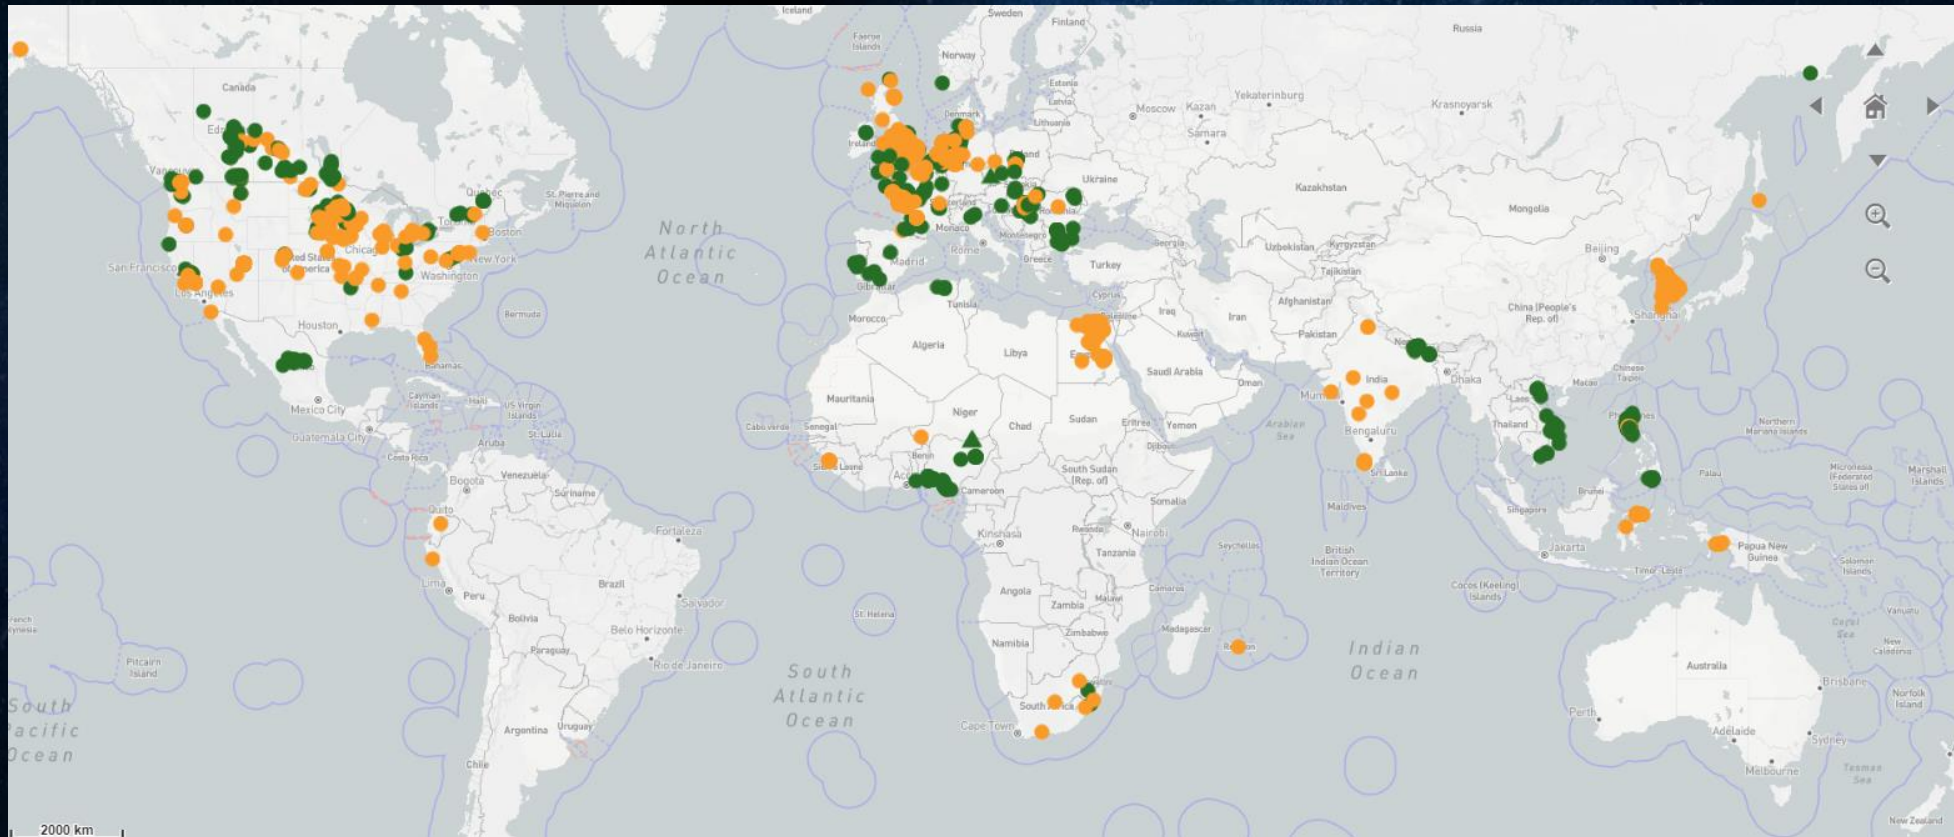 Iceland
Sweden
Finland
Russia
Faeroe
Islands
Norway
Canada
Estonia
Latvia
Moscow
Kazan
Yekaterinburg
Krasnoyarsk
Denmark
Lithuania
Samara
Ireland
Ukraine
Kazakhstan
Quebec
St. Pierre and
Miquelon
Mongolia
North
Atlantic
Ocean
Boston
Monaco
Montenegro
Rome
Georgia
Uzbekistan
Kyrgyzstan
Beijing
Chicag
New York
Madrid
Greece
Turkey
Tajikistan
San Francisco
Washington
Gibraltar
Tunisia
Cyprus
Afghanistan
China (People's
Rep. of)
Los Angeles
Bermuda
Morocco
Iraq
Iran
Kuwait
Pakistan
Shanghai
Houston
Algeria
Libya
Bahamas
Saudi Arabia
Oman
India
Dhaka
Macao
Chinese
Taipei
Mexico City
Cayman
Islands
Haiti
US Virgin
Islands
Mauritania
Niger
Chad
Sudan
Eritrea
Yemen
Arabian
Sea
Thailand
Northern
Mariana Islands
Guatemala City
Aruba
St. Lucia
Cabo Verde
Senegal
Benin
Djibouti
Bengaluru
Costa Rica
Venezuela
Sierra Leone
Cameroon
South Sudan
(Rep. of)
Sri Lanka
Palau
Micronesia
(Federated
States of)
Marshall
Islands
Bogota
Suriname
Somalia
Maldives
Brunei
Singapore
Quito
Fortaleza
Kinshasa
Rwanda
Nairobi
Seychelles
British
Indian Ocean
Territory
Jakarta
Papua New
Guinea
Tanzania
Timor-Leste
Solomon
Islands
Lima
Peru
Brazil
Salvador
Angola
Zambia
Malawi
Comoros
Cocos (Keeling)
Islands
Bolivia
Belo Horizonte
St. Helena
Zimbabwe
Madagascar
Coral
Sea
Vanuatu
New
Caledonia
Pitcairn
Island
Paraguay
Rio de Janeiro
Namibia
Indian
Ocean
Australia
South
Atlantic
Ocean
Brisbane
Norfolk
Island
South
Pacific
Ocean
Argentina
Uruguay
Cape Town
South Africa
Perth
Adelaide
Sydney
Chile
Melbourne
Tasman
Sea
New Zealand
2000 km